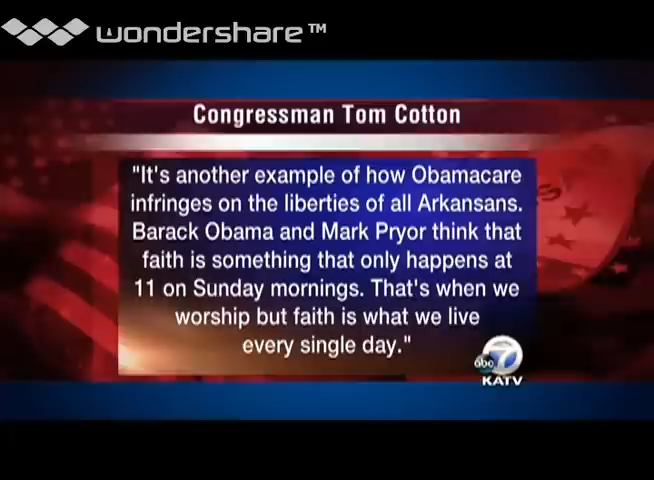 wondershare™
Congressman Tom Cotton
"It's another example of how Obamacare
infringes on the liberties of all Arkansans.
Barack Obama and Mark Pryor think that
faith is something that only happens at
11 on Sunday mornings. That's when we
worship but faith is what we live
every single day."
abc 7
KATV